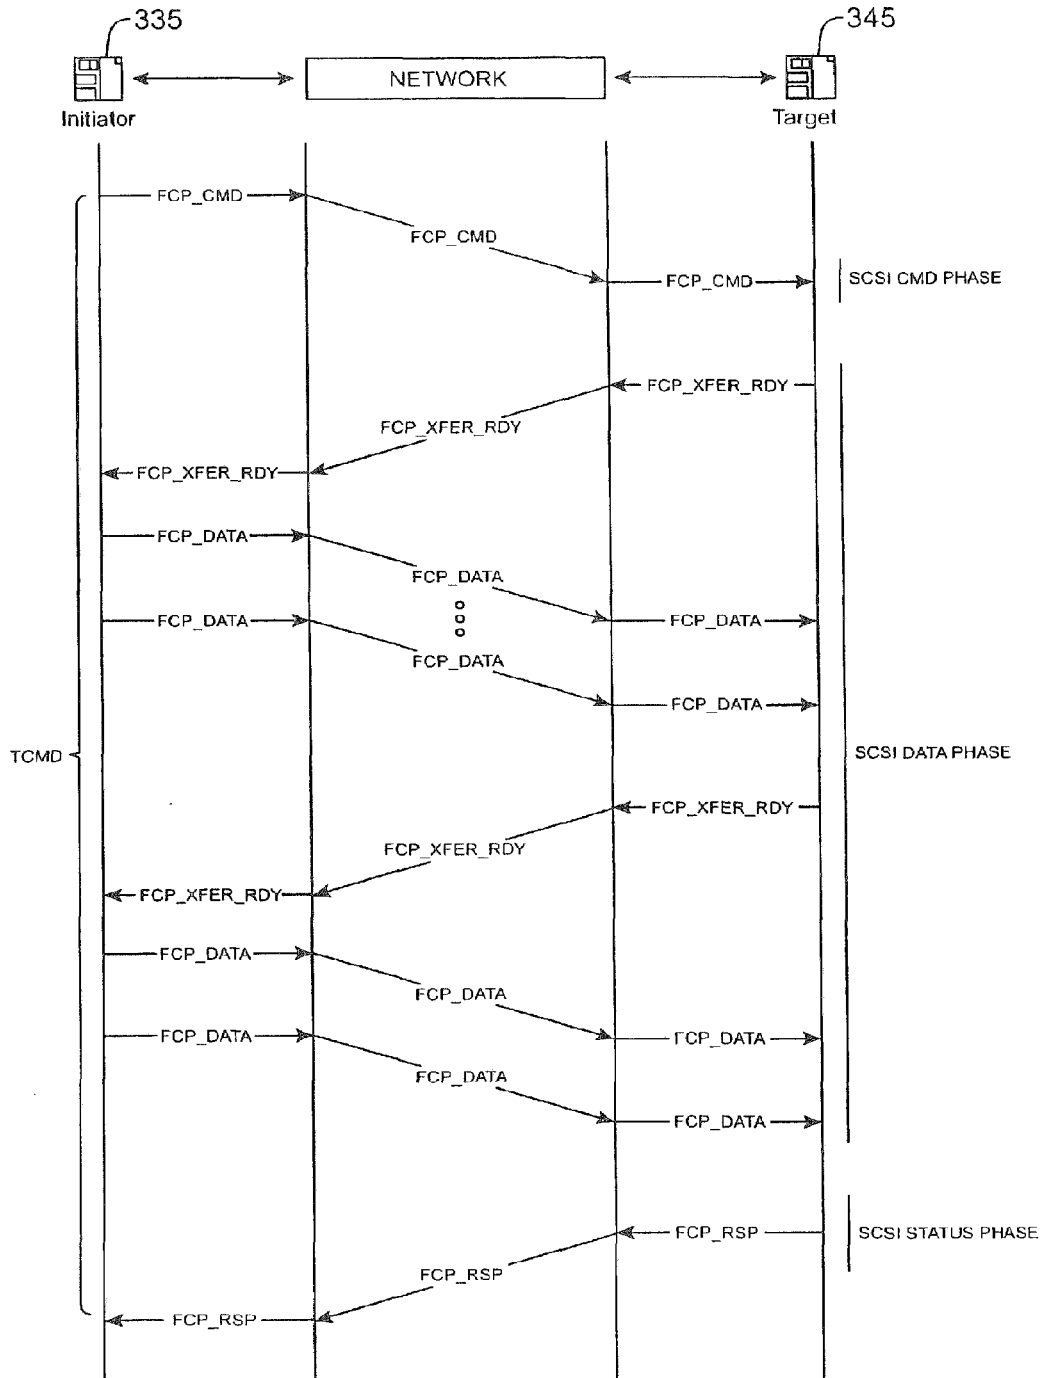 335
345
NETWORK
Initiator
Target
FCP_CMD
FCP_CMD
FCP_CMD
SCSI CMD PHASE
FCP_XFER_RDY
FCP_XFER_RDY
FCP_XFER_RDY
FCP_DATA
FCP_DATA
FCP_DATA
FCP_DATA
FCP_DATA
FCP_DATA
TCMD
SCSI DATA PHASE
FCP_XFER_RDY
FCP_XFER_RDY
FCP_XFER_RDY
FCP_DATA
FCP_DATA
FCP_DATA
FCP_DATA
FCP_DATA
FCP_DATA
FCP_RSP
SCSI STATUS PHASE
FCP_RSP
FCP_RSP